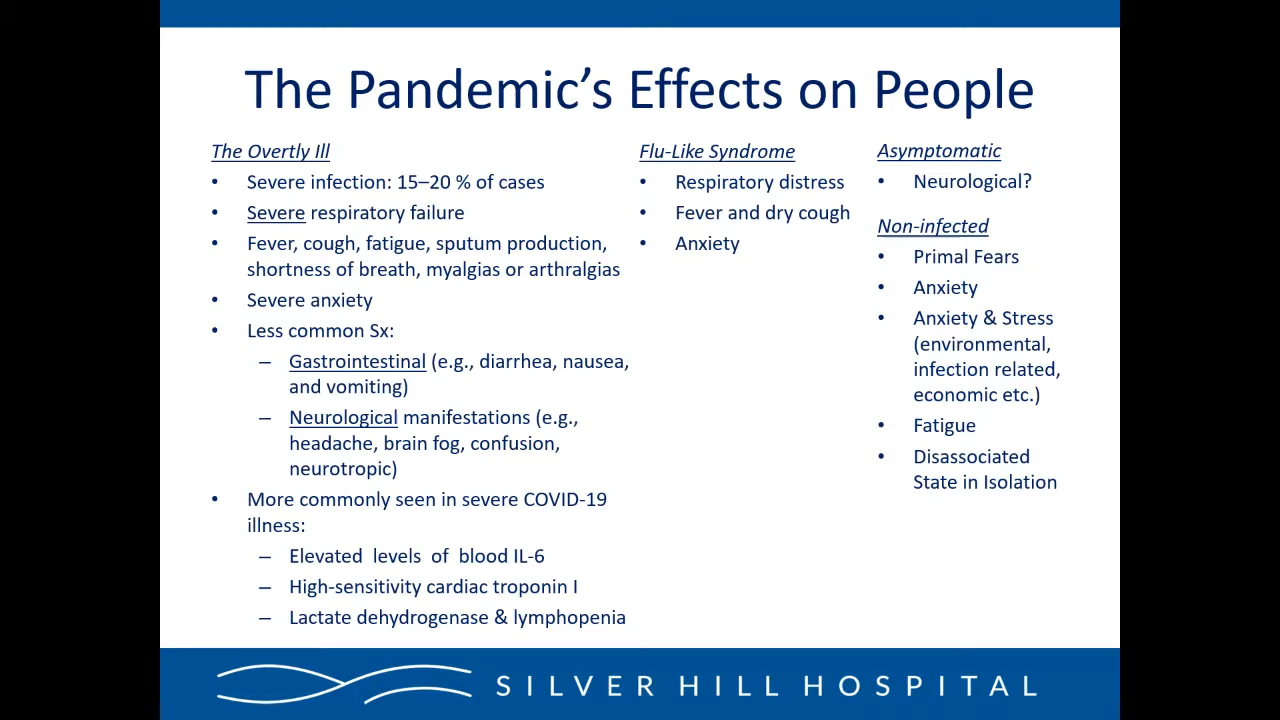 The Pandemic's Effects on People
The Overtly Ill
• Severe infection: 15–20 % of cases
• Severe respiratory failure
• Fever, cough, fatigue, sputum production,
shortness of breath, myalgias or arthralgias
• Severe anxiety
• Less common Sx:
– Gastrointestinal (e.g., diarrhea, nausea,
and vomiting)
– Neurological manifestations (e.g.,
headache, brain fog, confusion,
neurotropic)
• More commonly seen in severe COVID-19
illness:
– Elevated levels of blood IL-6
– High-sensitivity cardiac troponin I
– Lactate dehydrogenase & lymphopenia
Flu-Like Syndrome
• Respiratory distress
• Fever and dry cough
• Anxiety
Asymptomatic
• Neurological?
Non-infected
• Primal Fears
• Anxiety
• Anxiety & Stress
(environmental,
infection related,
economic etc.)
• Fatigue
• Disassociated
State in Isolation
SILVER HILL HOSPITAL